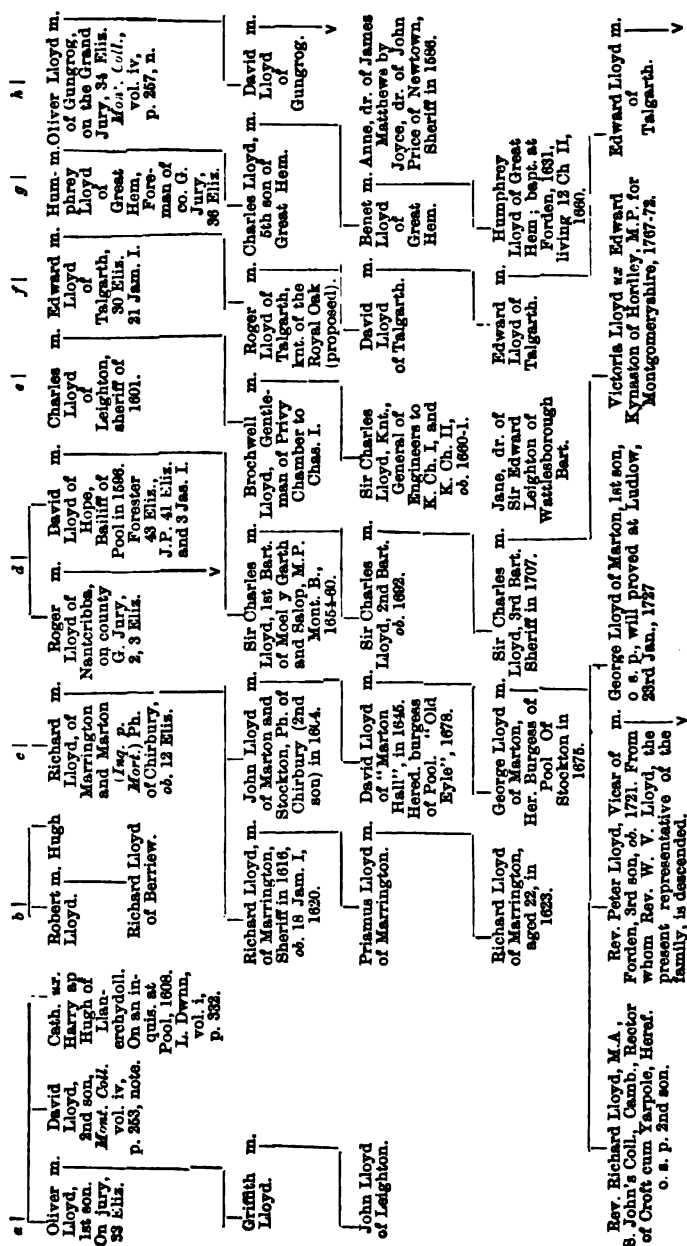 a
b
c
d
e
f
g
h
Oliver m.
Lloyd,
1st son.
On jury,
33 Eliz.
David
Lloyd,
2nd son,
Mont. Coll.
vol. iv,
p. 253, note.
Cath. ux.
Harry ap
Hugh of
Llan-
erchydoll.
On an in-
quis. at
Pool, 1608.
L. Dwnn,
vol. i,
p. 332.
Robert m. Hugh
Lloyd.
Richard Lloyd
of Berriew.
Richard m.
Lloyd, of
Marrington
and Marton
(Inq. p.
Mort.) Ph.
of Chirbury,
ob. 12 Eliz.
Roger m.
Lloyd of
Nantcribba,
on county
G. Jury,
2, 3 Eliz.
v
David
Lloyd of
Hope,
Bailiff of
Pool in 1596.
Forester
43 Eliz.,
J.P. 41 Eliz.
and 3 Jas. I.
Charles m.
Lloyd
of
Leighton,
sheriff of
1601.
Edward m.
Lloyd
of
Talgarth,
30 Eliz.
21 Jam. I.
Hum- m.
phrey
Lloyd
of
Great
Hem,
Fore-
man of
co. G.
Jury,
36 Eliz.
Oliver Lloyd m.
of Gungrog,
on the Grand
Jury, 34 Eliz.
Mon. Coll.,
vol. iv,
p. 257, n.
Griffith m.
Lloyd.
Richard Lloyd, m.
of Marrington,
Sheriff in 1616,
ob. 18 Jam. I,
1620.
John Lloyd m.
of Marton and
Stockton, Ph. of
Chirbury (2nd
son) in 1604.
Sir Charles m.
Lloyd, 1st Bart.
of Moel y Garth
and Salop, M.P.
Mont. B.,
1654-60.
Brochwell m.
Lloyd, Gentle-
man of Privy
Chamber to
Chas. I.
Roger m.
Lloyd of
Talgarth,
knt. of the
Royal Oak
(proposed).
Charles Lloyd, m.
5th son of
Great Hem.
David m.
Lloyd
of
Gungrog.
v
John Lloyd
of Leighton.
Priamus Lloyd m.
of Marrington.
David Lloyd m.
of "Marton
Hall", in 1645.
Hered. burgess
of Pool. "Old
Eyle", 1678.
Sir Charles m.
Lloyd, 2nd Bart.
ob. 1692.
Sir Charles
Lloyd, Knt.,
General of
Engineers to
K. Ch. I, and
K. Ch. II,
ob. 1660-1.
David m.
Lloyd
of Talgarth.
Benet m. Anne, dr. of James
Lloyd of
Great
Hem.
Matthews by
Joyce, dr. of John
Price of Newtown,
Sheriff in 1586.
Richard Lloyd
of Marrington,
aged 22, in
1623.
George Lloyd m.
of Marton,
Her. Burgess of
Pool Of
Stockton in
1675.
Sir Charles m.
Lloyd, 3rd Bart.
Sheriff in 1707.
Jane, dr. of
Sir Edward
Leighton of
Wattlesborough
Bart.
Edward m.
Lloyd of
Talgarth.
Humphrey
Lloyd of Great
Hem; bapt. at
Forden, 1631,
living 12 Ch II,
1660.
Rev. Richard Lloyd, M.A,
S. John's Coll., Camb., Rector
of Croft cum Yarpole, Heref.
o. s. p. 2nd son.
Rev. Peter Lloyd, Vicar of m.
Forden, 3rd son, ob. 1721. From
whom Rev. W. V. Lloyd, the
present representative of the
family, is descended.
v
George Lloyd of Marton, 1st son,
o s. p., will proved at Ludlow,
23rd Jan., 1727
Victoria Lloyd ux Edward
Kynaston of Hordley, M.P. for
Montgomeryshire, 1767-72.
Edward Lloyd m.
of
Talgarth.
v